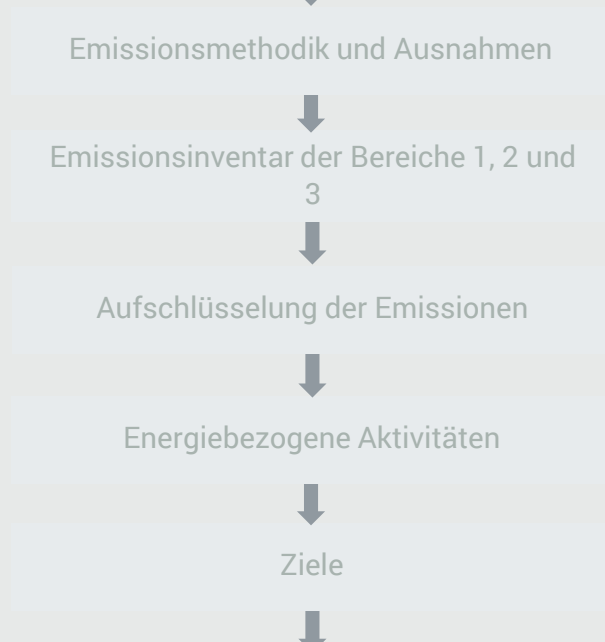 Emissionsmethodik und Ausnahmen
Emissionsinventar der Bereiche 1, 2 und
3
Aufschlüsselung der Emissionen
Energiebezogene Aktivitäten
Ziele